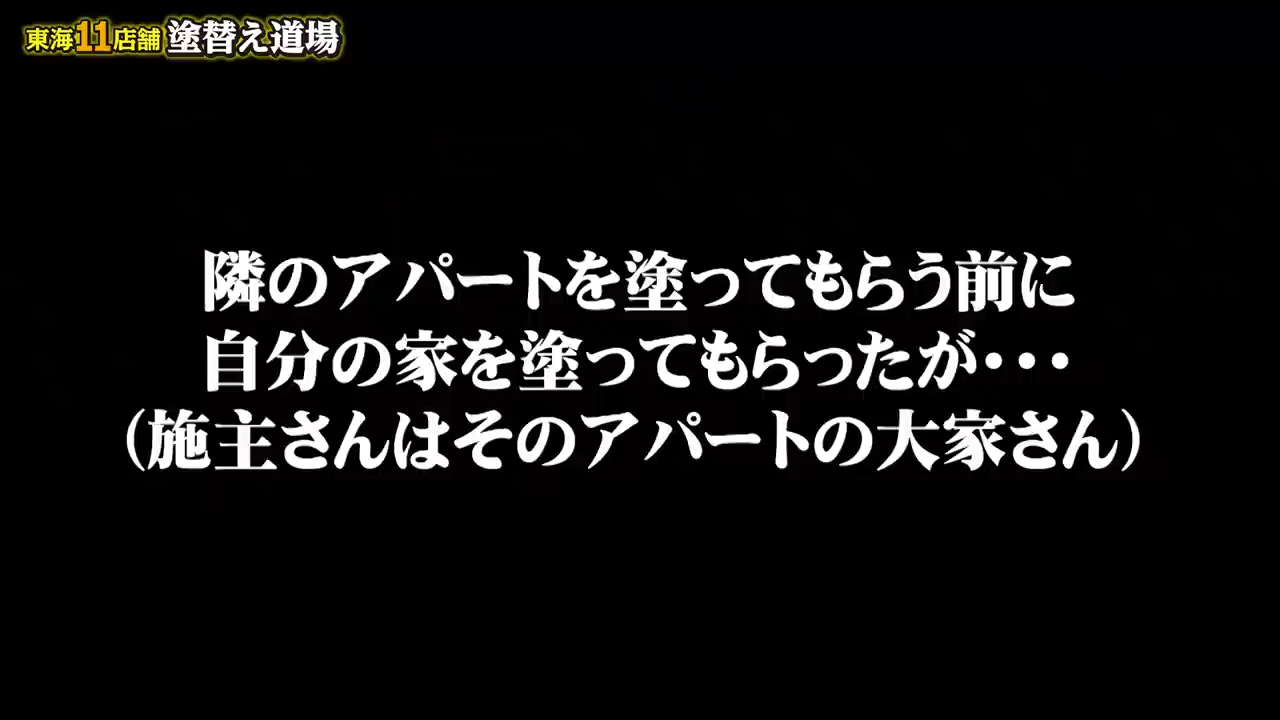 東海11店舗 塗替え道場
隣のアパートを塗ってもらう前に
自分の家を塗ってもらったが・・・
（施主さんはそのアパートの大家さん）